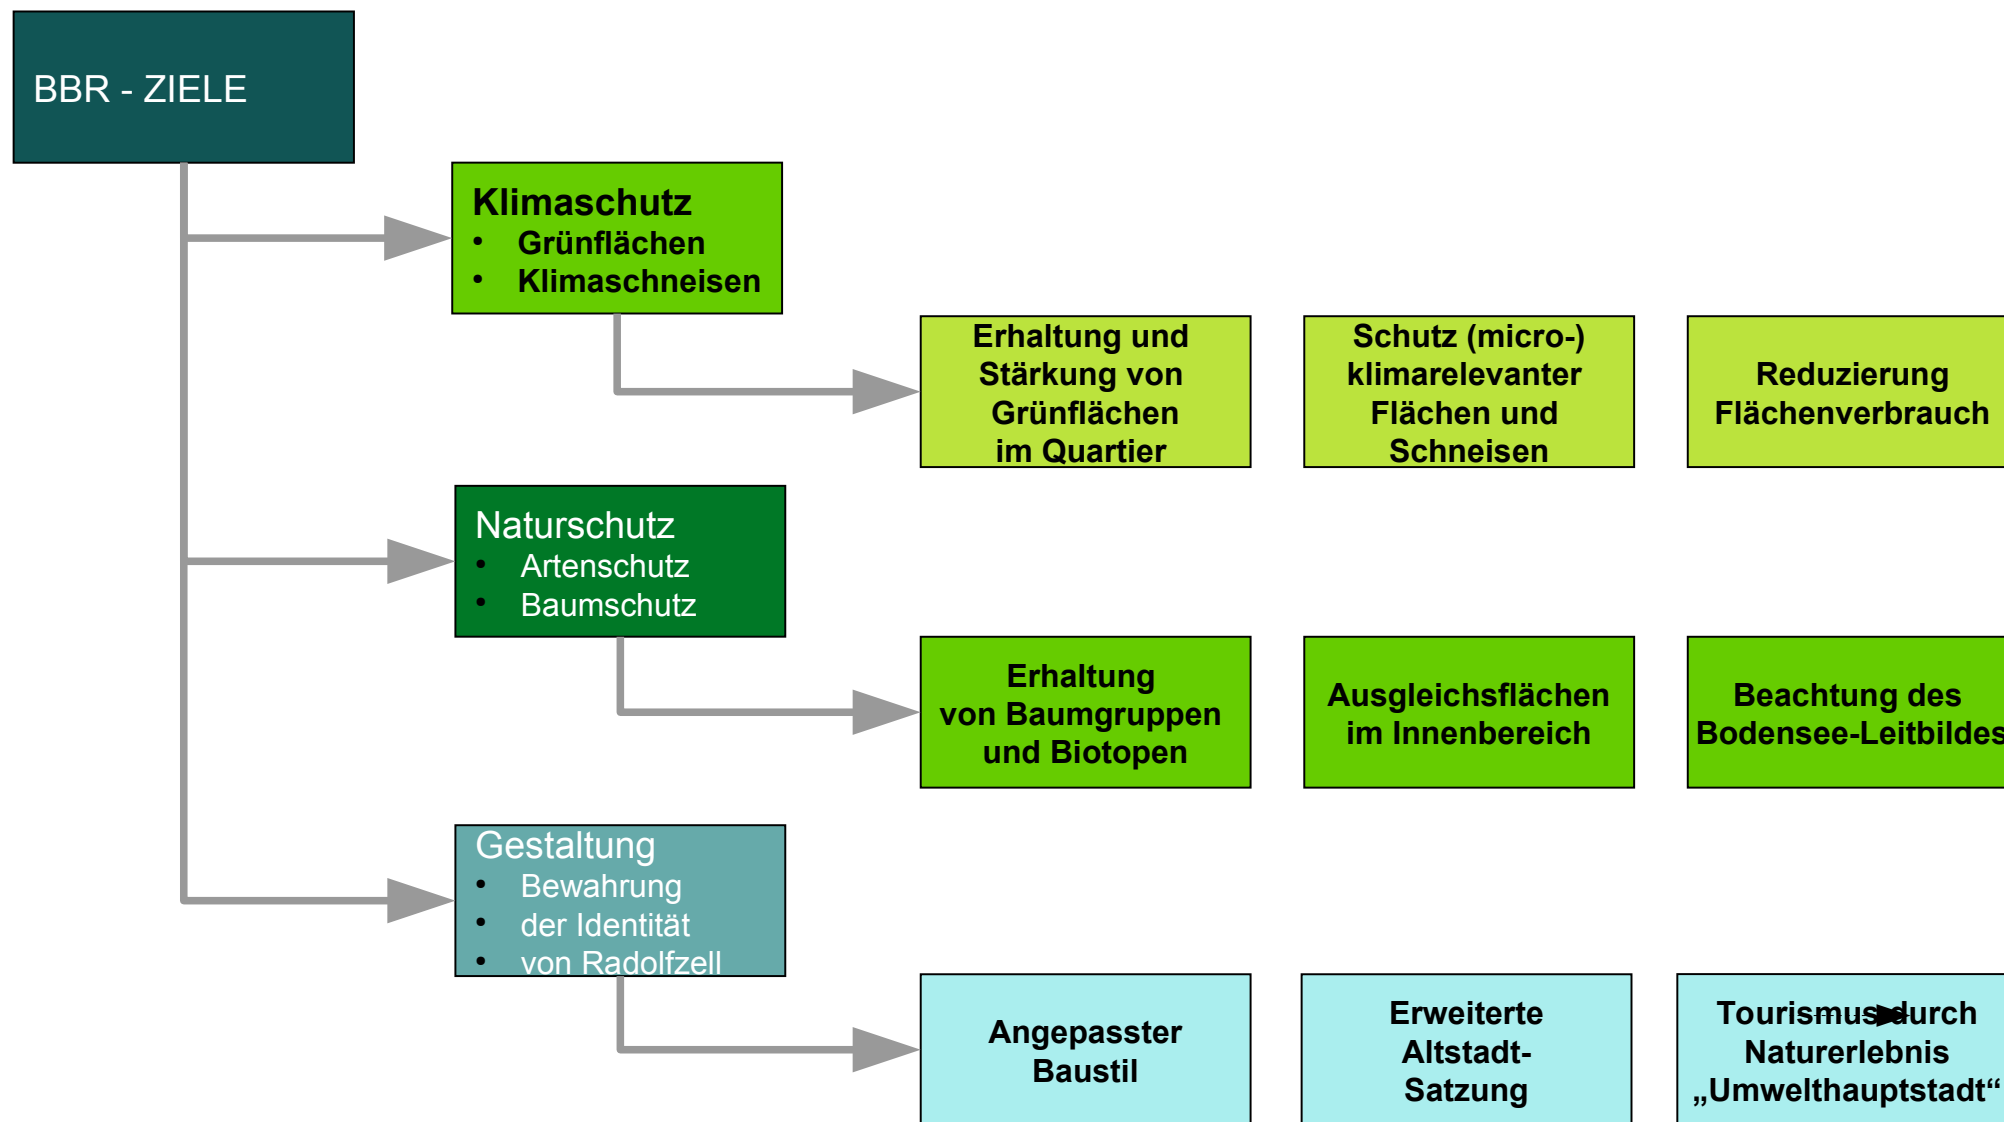 BBR - ZIELE
Klimaschutz
• Grünflächen
• Klimaschneisen
Erhaltung und
Stärkung von
Grünflächen
im Quartier
Schutz (micro-)
klimarelevanter
Flächen und
Schneisen
Reduzierung
Flächenverbrauch
Naturschutz
• Artenschutz
• Baumschutz
Erhaltung
von Baumgruppen
und Biotopen
Ausgleichsflächen
im Innenbereich
Beachtung des
Bodensee-Leitbildes
Gestaltung
• Bewahrung
• der Identität
• von Radolfzell
Angepasster
Baustil
Erweiterte
Altstadt-
Satzung
Tourismus durch
Naturerlebnis
„Umwelthauptstadt“